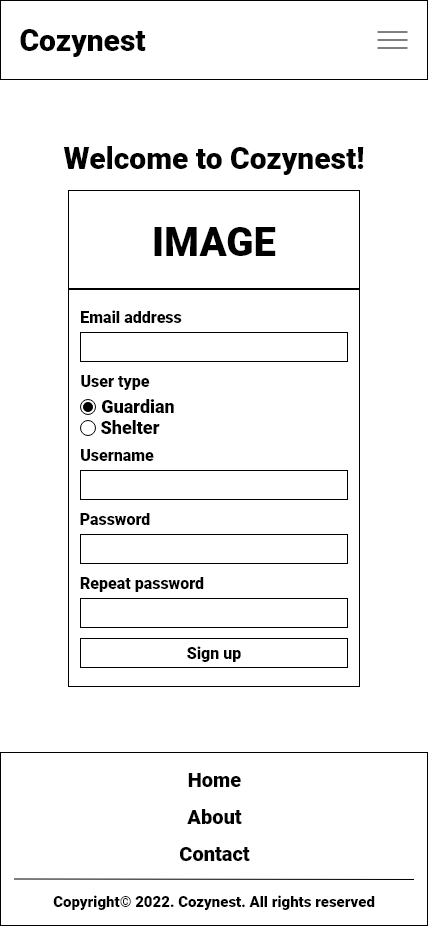 Cozynest
Welcome to Cozynest!
IMAGE
Email address
User type
Guardian
Shelter
Username
Password
Repeat password
Sign up
Home
About
Contact
Copyright© 2022. Cozynest. All rights reserved